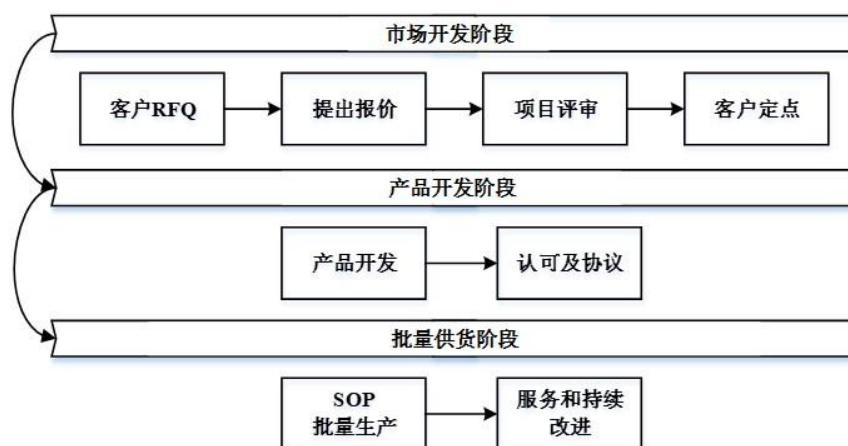 市场开发阶段
客户RFQ
提出报价
项目评审
客户定点
产品开发阶段
产品开发
认可及协议
批量供货阶段
SOP
批量生产
服务和持续
改进